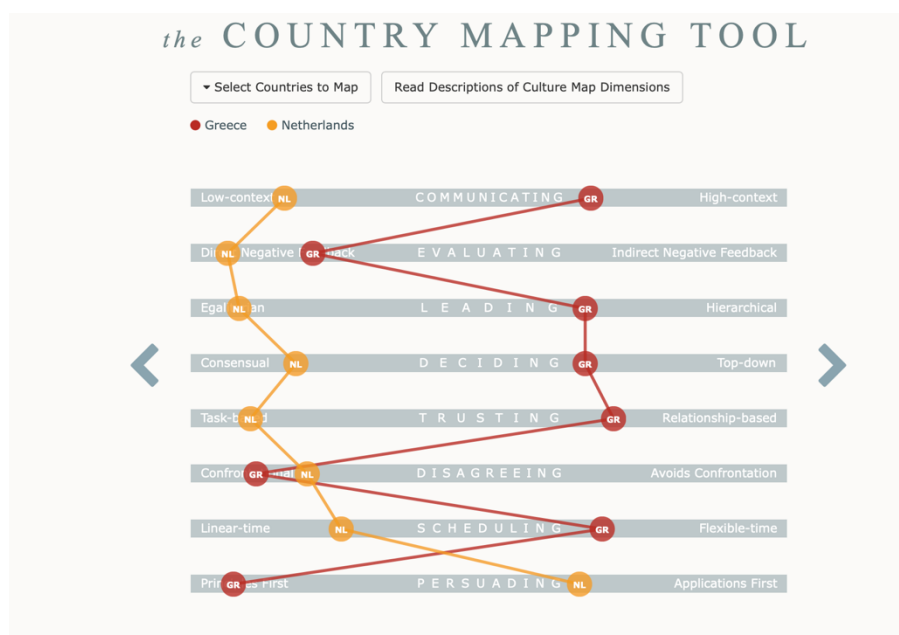 the COUNTRY MAPPING TOOL
Select Countries to Map Read Descriptions of Culture Map Dimensions
Greece Netherlands
Low-context NL COMMUNICATING GR High-context
NL Negative GR EVALUATING Indirect Negative Feedback
NL LEADING GR Hierarchical
Consensual NL DECIDING GR Top-down
NL TRUSTING GR Relationship-based
GR NL DISAGREEING Avoids Confrontation
Linear-time NL SCHEDULING GR Flexible-time
GR First PERSUADING NL Applications First